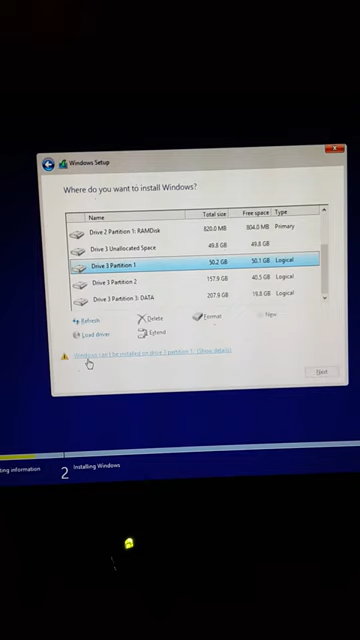 Windows Setup
Where do you want to install Windows?
Name Total size Free space Type
Drive 2 Partition 1: RAMDisk 820.0 MB 804.0 MB Primary
Drive 3 Unallocated Space 49.8 GB 49.8 GB
Drive 3 Partition 1 50.2 GB 50.1 GB Logical
Drive 3 Partition 2 157.9 GB 40.5 GB Logical
Drive 3 Partition 3: DATA 207.9 GB 19.8 GB Logical
Refresh Delete Format New
Load driver Extend
Windows can't be installed on drive 2 partition 1. (Show details)
Next
ting information 2 Installing Windows